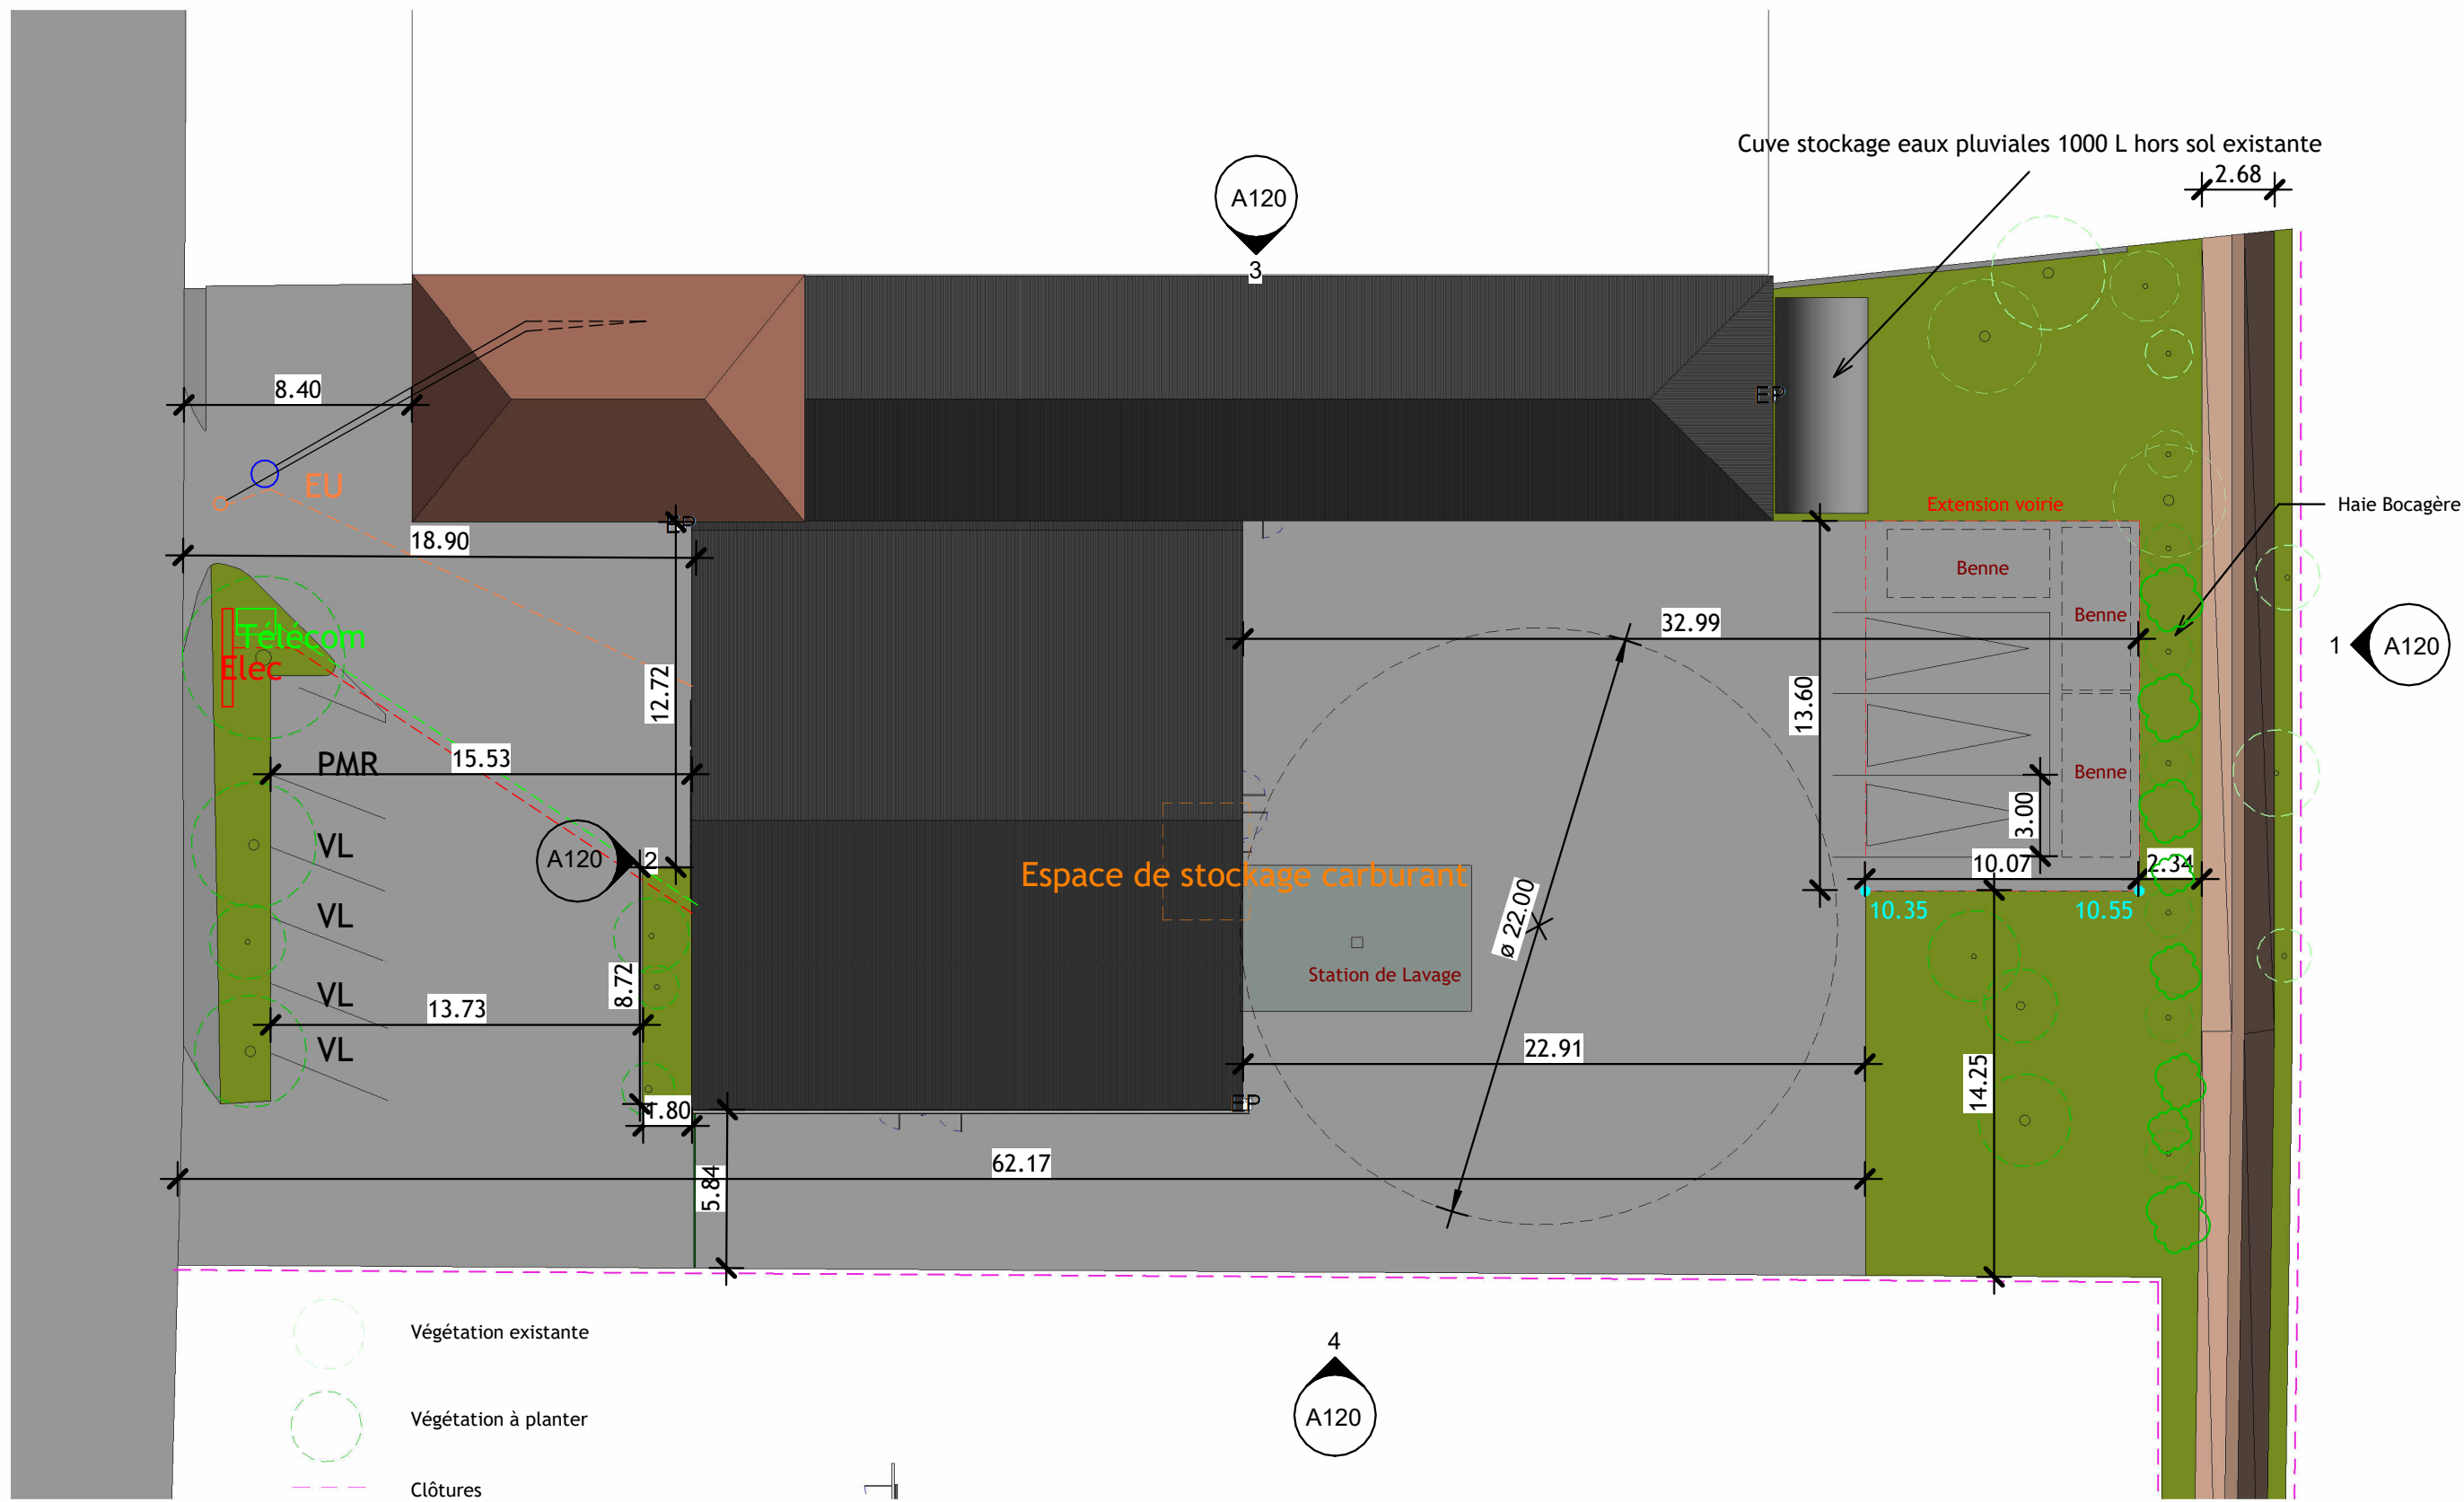 Cuve stockage eaux pluviales 1000 L hors sol existante
2.68
A120
3
8.40
EP
EU
Extension voirie
Haie Bocagère
EP
18.90
Benne
Benne
32.99
Télécom
Elec
1
A120
12.72
13.60
15.53
PMR
Benne
3.00
VL
A120
2
Espace de stockage carburant
10.07
2.34
ø 22.00
10.35
10.55
VL
Station de Lavage
8.72
VL
13.73
22.91
VL
14.25
1.80
EP
62.17
5.84
Végétation existante
4
A120
Végétation à planter
Clôtures